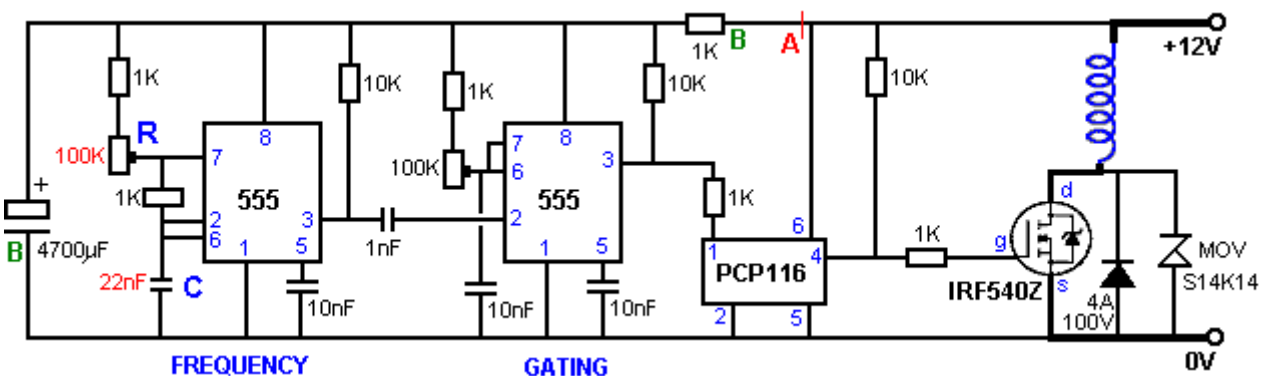 1K
B
A
+12V
1K
10K
1K
10K
10K
R
8
8
100K
7
100K
7
6
3
1K
555
555
1K
d
+
2
3
2
6
1K
g
B
4700µF
6
1
5
1nF
1
5
1
4
MOV
22nF
C
PCP116
IRF540Z
s
S14K14
10nF
10nF
10nF
2
5
4A
100V
FREQUENCY
GATING
0V